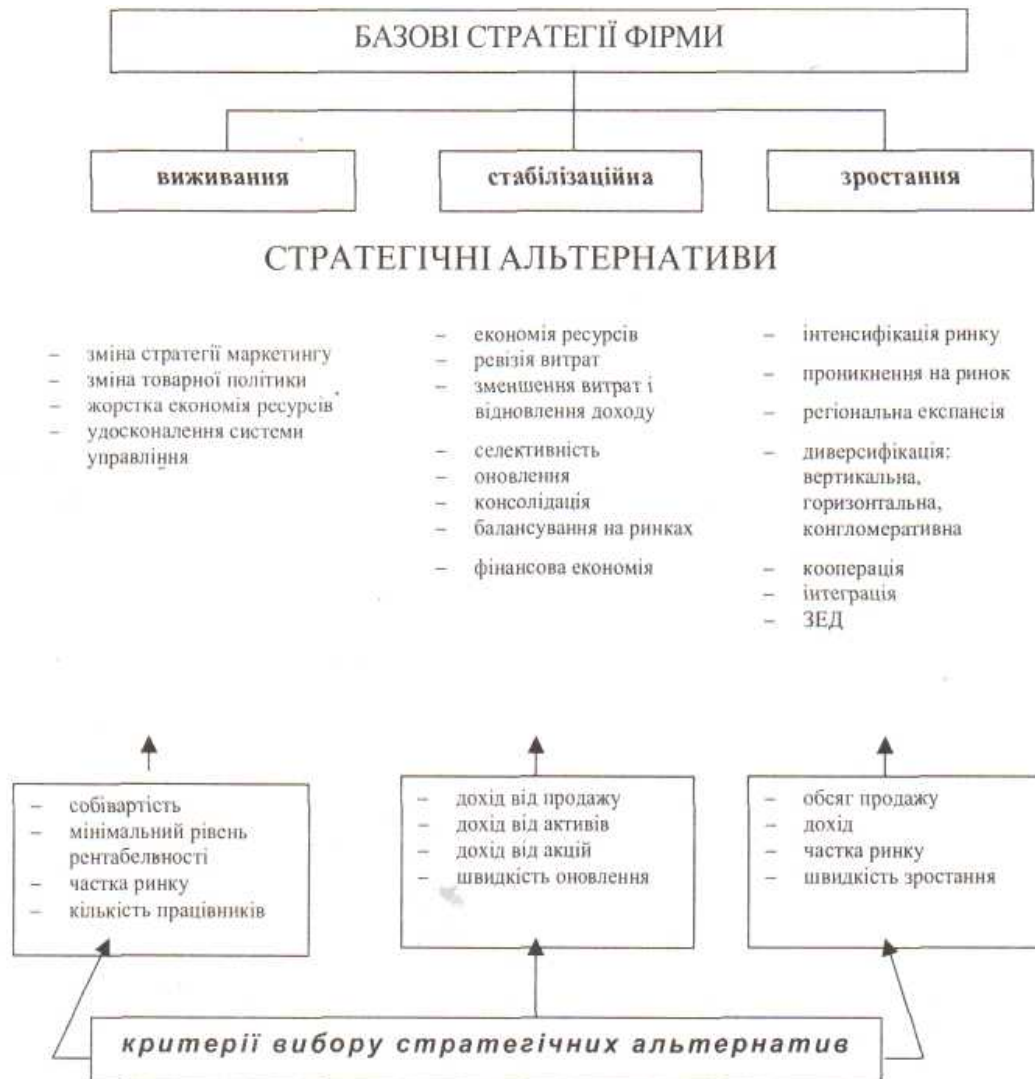 БАЗОВІ СТРАТЕГІЇ ФІРМИ
виживання
стабілізаційна
зростання
СТРАТЕГІЧНІ АЛЬТЕРНАТИВИ
– зміна стратегії маркетингу
– зміна товарної політики
– жорстка економія ресурсів
– удосконалення системи
управління
– економія ресурсів
– ревізія витрат
– зменшення витрат і
відновлення доходу
– селективність
– оновлення
– консолідація
– балансування на ринках
– фінансова економія
– інтенсифікація ринку
– проникнення на ринок
– регіональна експансія
– диверсифікація:
вертикальна,
горизонтальна,
конгломеративна
– кооперація
– інтеграція
– ЗЕД
– собівартість
– мінімальний рівень
рентабельності
– частка ринку
– кількість працівників
– дохід від продажу
– дохід від активів
– дохід від акцій
– швидкість оновлення
– обсяг продажу
– дохід
– частка ринку
– швидкість зростання
критерії вибору стратегічних альтернатив